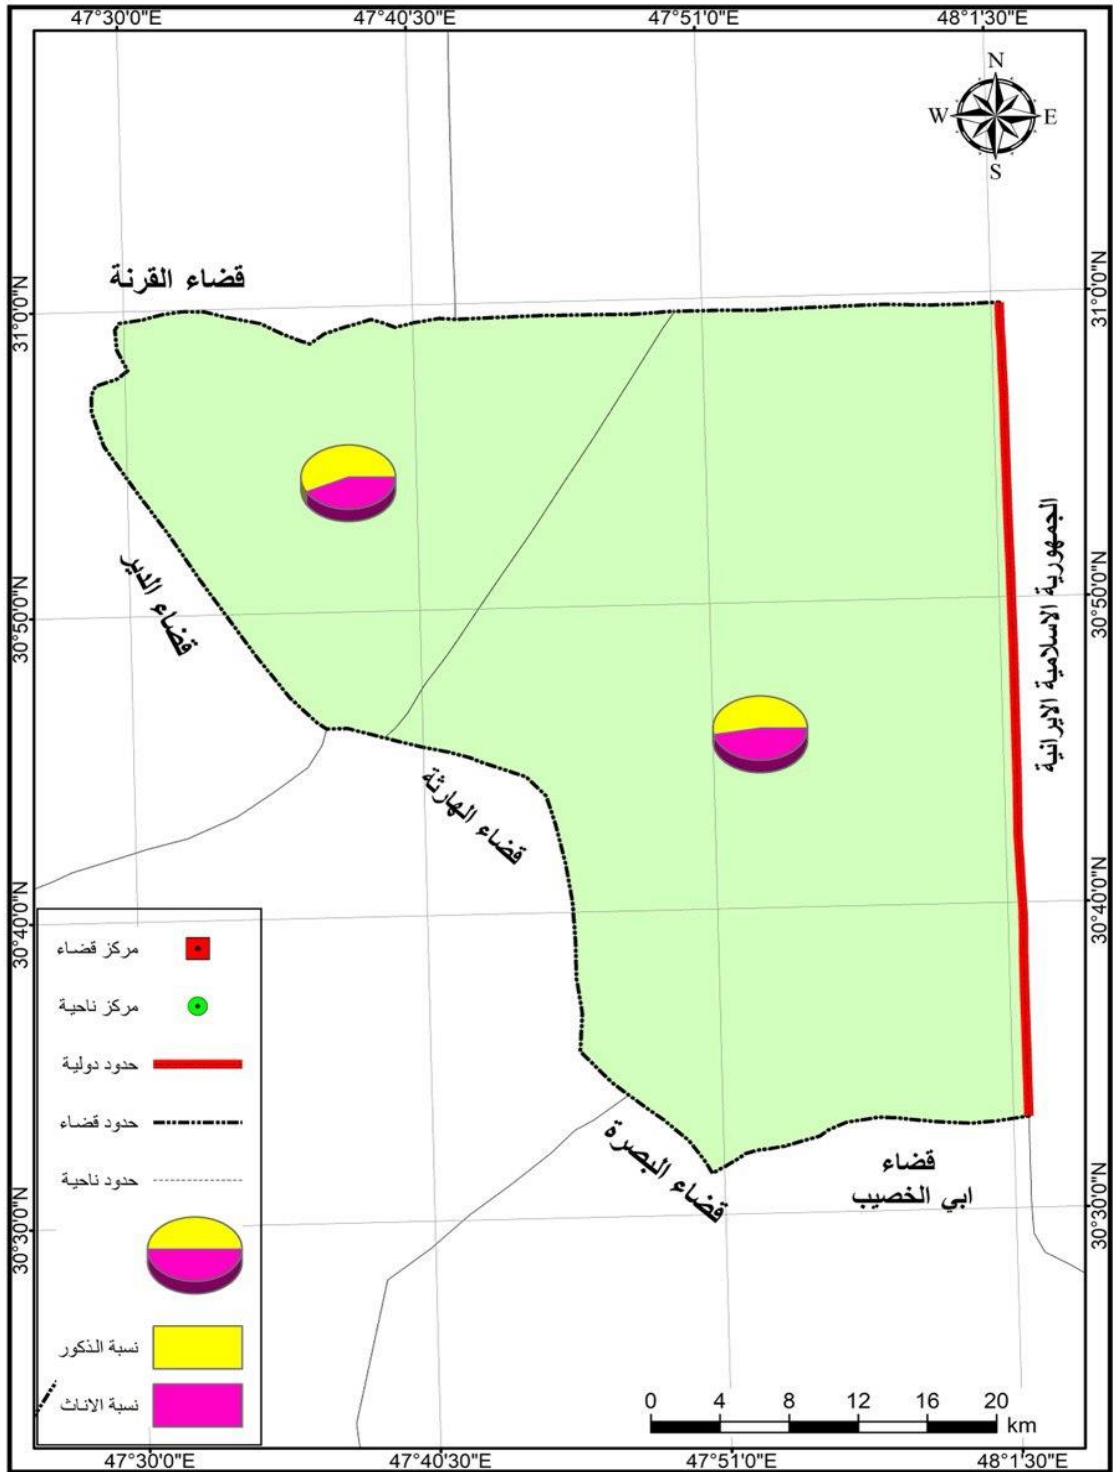 47°30'0"E
47°40'30"E
47°51'0"E
48°1'30"E
N
W
E
S
31°0'0"N
31°0'0"N
قضاء القرنة
30°50'0"N
30°50'0"N
قضاء الدير
الجمهورية الاسلامية الايرانية
قضاء الهارثة
30°40'0"N
30°40'0"N
مركز قضاء
مركز ناحية
حدود دولية
حدود قضاء
حدود ناحية
قضاء البصرة
قضاء
ابي الخصيب
30°30'0"N
30°30'0"N
نسبة الذكور
نسبة الاناث
0 4 8 12 16 20
km
47°30'0"E
47°40'30"E
47°51'0"E
48°1'30"E